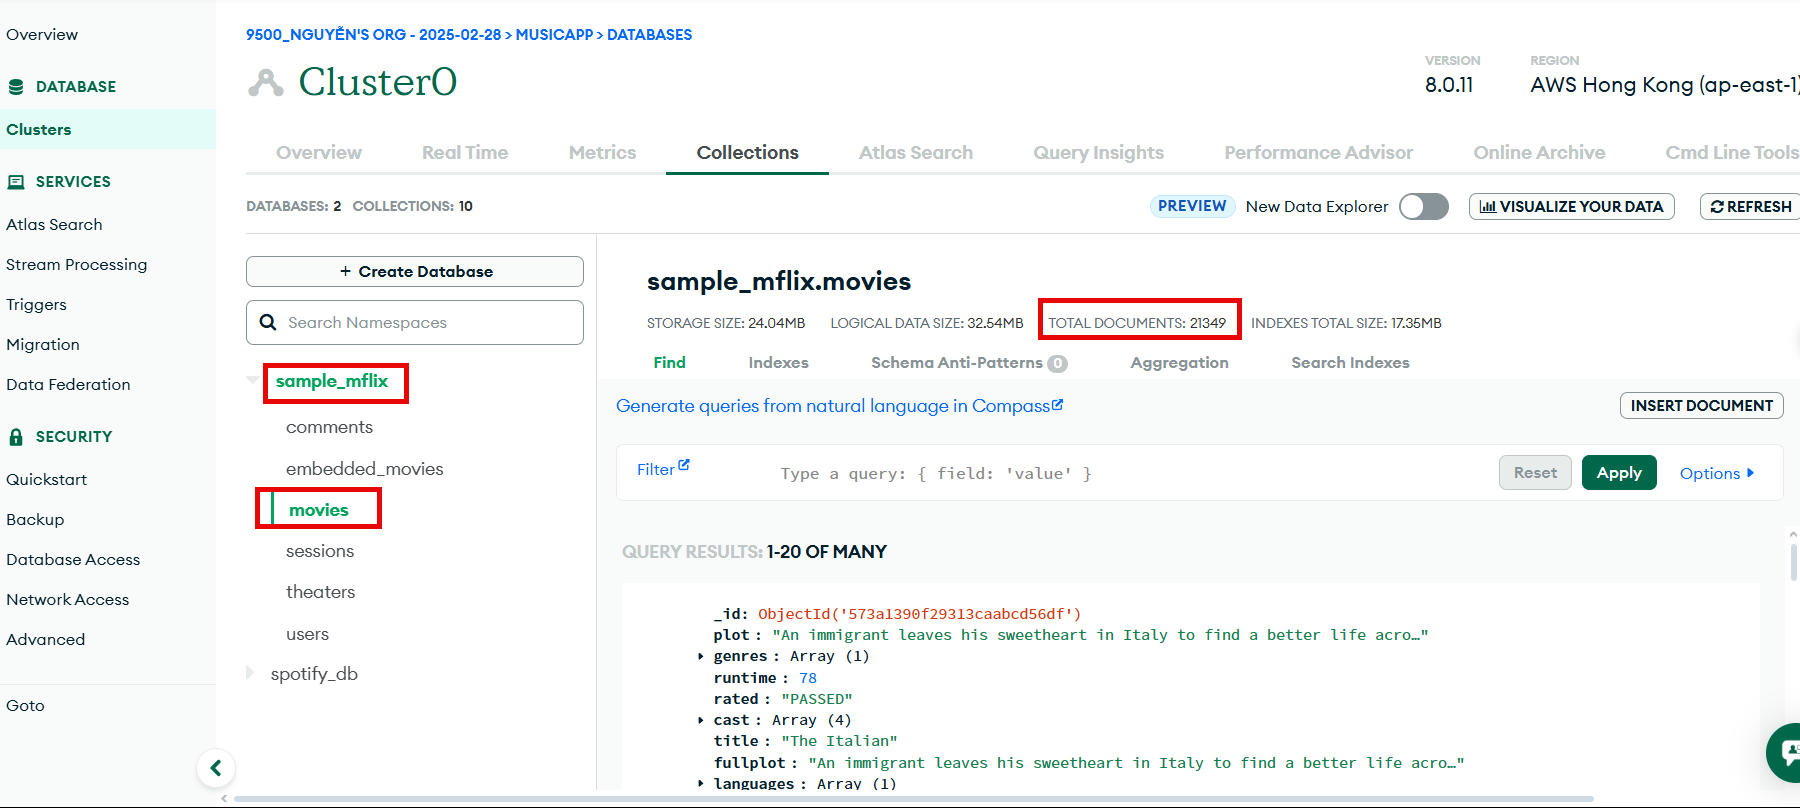 Overview
DATABASE
Clusters
SERVICES
Atlas Search
Stream Processing
Triggers
Migration
Data Federation
SECURITY
Quickstart
Backup
Database Access
Network Access
Advanced
Goto
9500_NGUYỄN'S ORG - 2025-02-28 > MUSICAPP > DATABASES
Cluster0
VERSION
8.0.11
REGION
AWS Hong Kong (ap-east-1)
Overview Real Time Metrics Collections Atlas Search Query Insights Performance Advisor Online Archive Cmd Line Tools
DATABASES: 2 COLLECTIONS: 10
PREVIEW New Data Explorer VISUALIZE YOUR DATA REFRESH
+ Create Database
Search Namespaces
sample_mflix
comments
embedded_movies
movies
sessions
theaters
users
spotify_db
sample_mflix.movies
STORAGE SIZE: 24.04MB LOGICAL DATA SIZE: 32.54MB TOTAL DOCUMENTS: 21349 INDEXES TOTAL SIZE: 17.35MB
Find Indexes Schema Anti-Patterns 0 Aggregation Search Indexes
Generate queries from natural language in Compass
INSERT DOCUMENT
Filter Type a query: { field: 'value' } Reset Apply Options
QUERY RESULTS: 1-20 OF MANY
_id: ObjectId('573a1390f29313caabcd56df')
plot : "An immigrant leaves his sweetheart in Italy to find a better life acro…"
genres : Array (1)
runtime : 78
rated : "PASSED"
cast : Array (4)
title : "The Italian"
fullplot : "An immigrant leaves his sweetheart in Italy to find a better life acro…"
languages : Array (1)